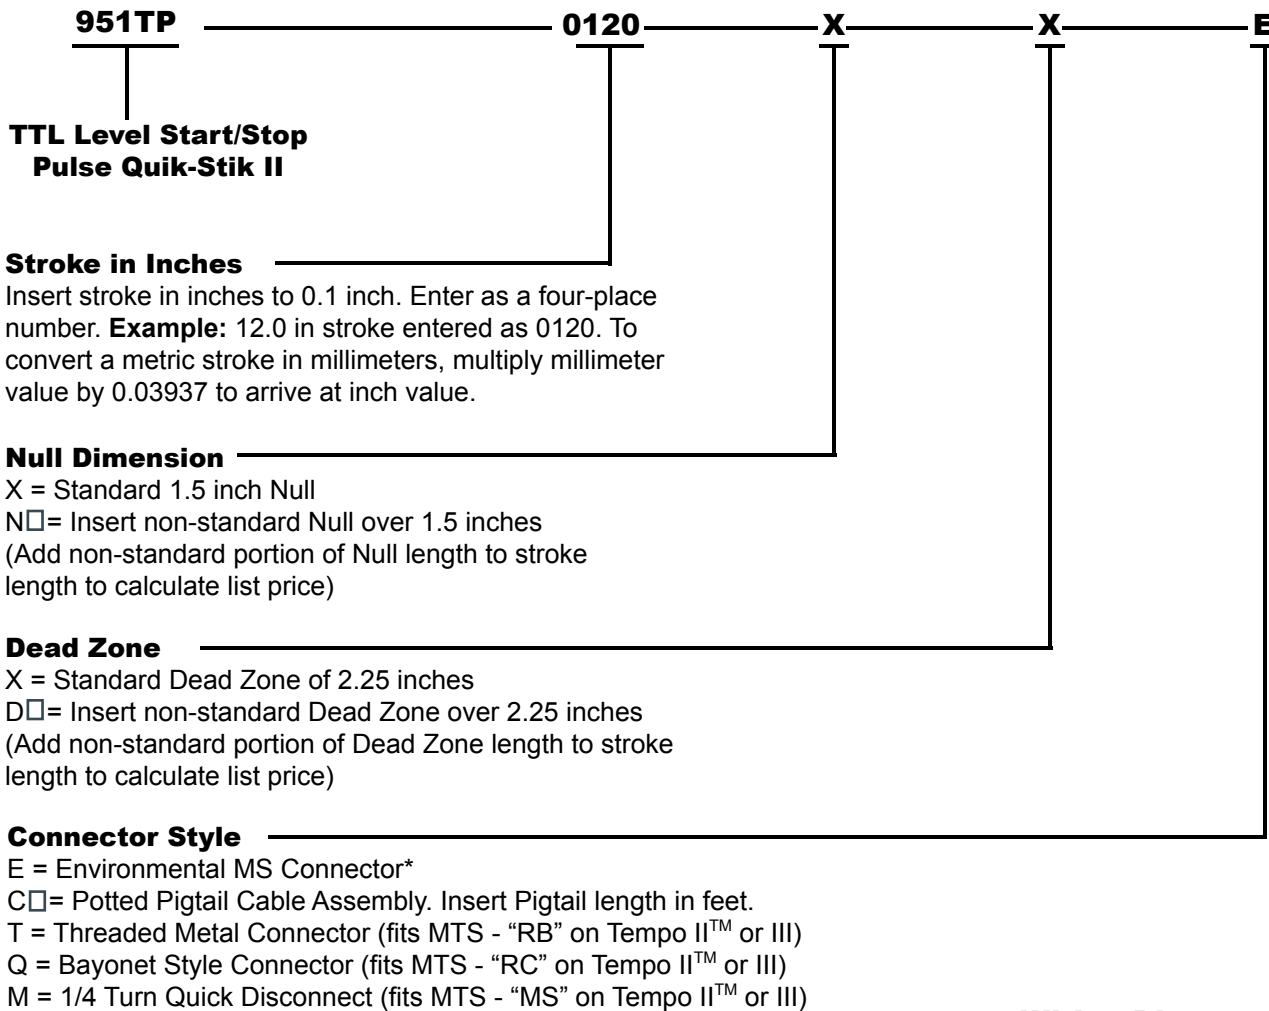 951TP 0120 X X E
TTL Level Start/Stop
Pulse Quik-Stik II
Stroke in Inches
Insert stroke in inches to 0.1 inch. Enter as a four-place
number. Example: 12.0 in stroke entered as 0120. To
convert a metric stroke in millimeters, multiply millimeter
value by 0.03937 to arrive at inch value.
Null Dimension
X = Standard 1.5 inch Null
N□= Insert non-standard Null over 1.5 inches
(Add non-standard portion of Null length to stroke
length to calculate list price)
Dead Zone
X = Standard Dead Zone of 2.25 inches
D□= Insert non-standard Dead Zone over 2.25 inches
(Add non-standard portion of Dead Zone length to stroke
length to calculate list price)
Connector Style
E = Environmental MS Connector*
C□= Potted Pigtail Cable Assembly. Insert Pigtail length in feet.
T = Threaded Metal Connector (fits MTS - “RB” on Tempo II™ or III)
Q = Bayonet Style Connector (fits MTS - “RC” on Tempo II™ or III)
M = 1/4 Turn Quick Disconnect (fits MTS - “MS” on Tempo II™ or III)